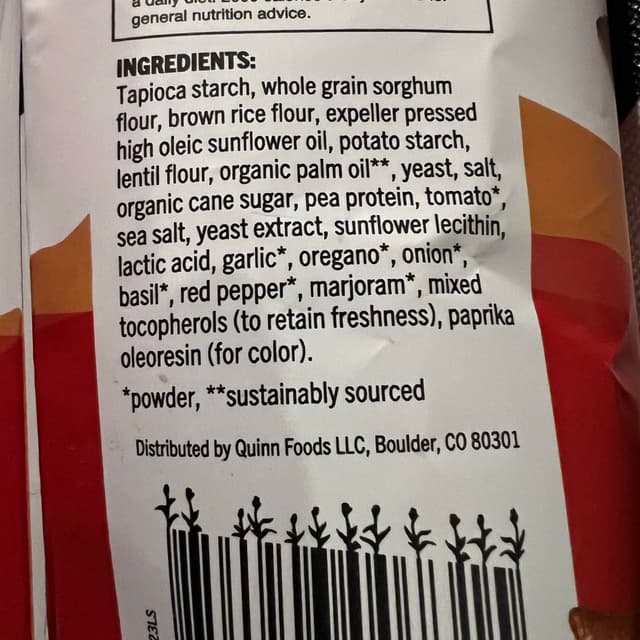 general nutrition advice.
INGREDIENTS:
Tapioca starch, whole grain sorghum
flour, brown rice flour, expeller pressed
high oleic sunflower oil, potato starch,
lentil flour, organic palm oil**, yeast, salt,
organic cane sugar, pea protein, tomato*,
sea salt, yeast extract, sunflower lecithin,
lactic acid, garlic*, oregano*, onion*,
basil*, red pepper*, marjoram*, mixed
tocopherols (to retain freshness), paprika
oleoresin (for color).
*powder, **sustainably sourced
Distributed by Quinn Foods LLC, Boulder, CO 80301
23LS